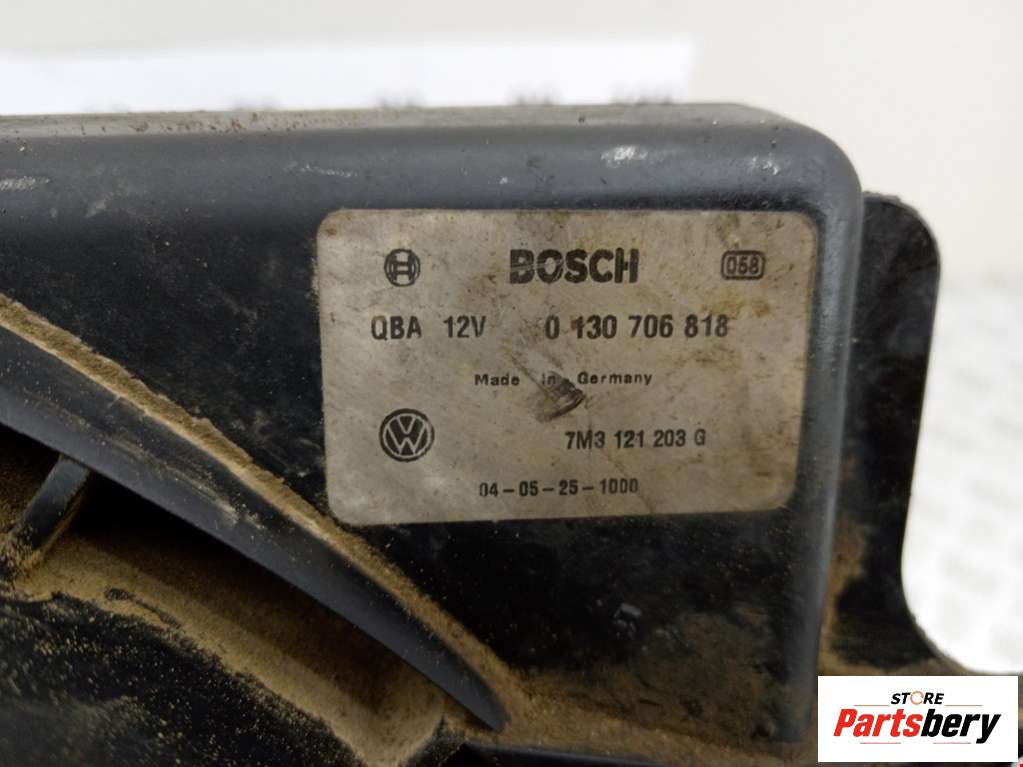 BOSCH 058
QBA 12V 0 130 706 818
Made in Germany
VW 7M3 121 203 G
04-05-25-1000
STORE
Partsbery